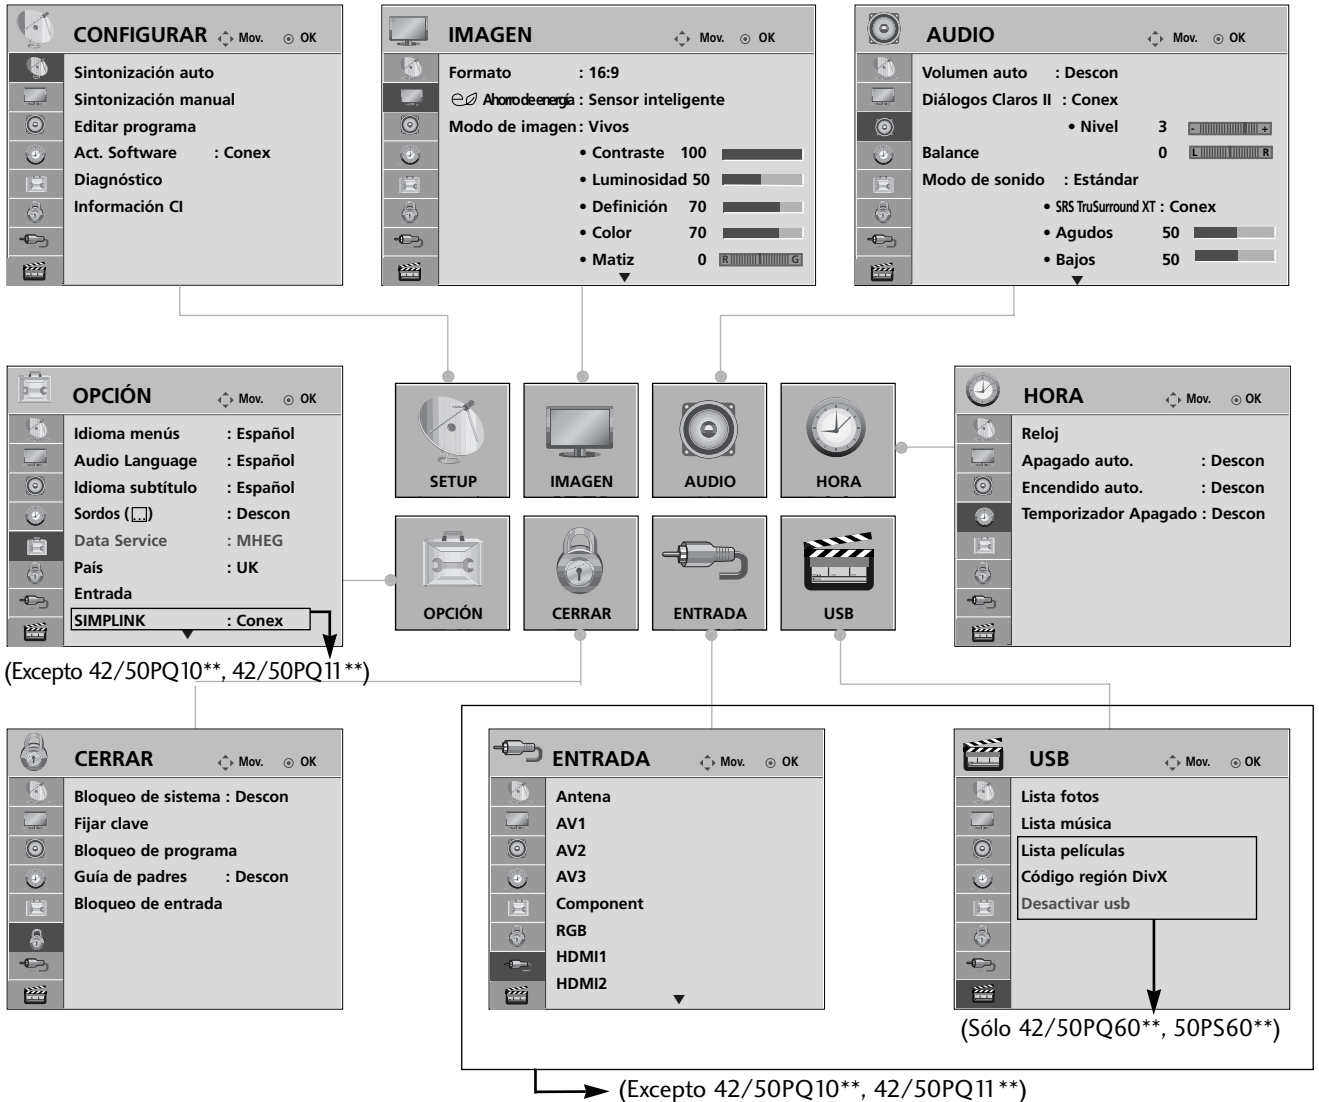 CONFIGURAR Mov. OK
Sintonización auto
Sintonización manual
Editar programa
Act. Software : Conex
Diagnóstico
Información CI
IMAGEN Mov. OK
Formato : 16:9
Ahorro de energía : Sensor inteligente
Modo de imagen : Vivos
• Contraste 100
• Luminosidad 50
• Definición 70
• Color 70
• Matiz 0 R G
AUDIO Mov. OK
Volumen auto : Descon
Diálogos Claros II : Conex
• Nivel 3 - +
Balance 0 L R
Modo de sonido : Estándar
• SRS TruSurround XT : Conex
• Agudos 50
• Bajos 50
OPCIÓN Mov. OK
Idioma menús : Español
Audio Language : Español
Idioma subtítulo : Español
Sordos ( ) : Descon
Data Service : MHEG
País : UK
Entrada
SIMPLINK : Conex
(Excepto 42/50PQ10**, 42/50PQ11**)
SETUP
IMAGEN
AUDIO
HORA
OPCIÓN
CERRAR
ENTRADA
USB
HORA Mov. OK
Reloj
Apagado auto. : Descon
Encendido auto. : Descon
Temporizador Apagado : Descon
CERRAR Mov. OK
Bloqueo de sistema : Descon
Fijar clave
Bloqueo de programa
Guía de padres : Descon
Bloqueo de entrada
ENTRADA Mov. OK
Antena
AV1
AV2
AV3
Component
RGB
HDMI1
HDMI2
USB Mov. OK
Lista fotos
Lista música
Lista películas
Código región DivX
Desactivar usb
(Sólo 42/50PQ60**, 50PS60**)
(Excepto 42/50PQ10**, 42/50PQ11**)